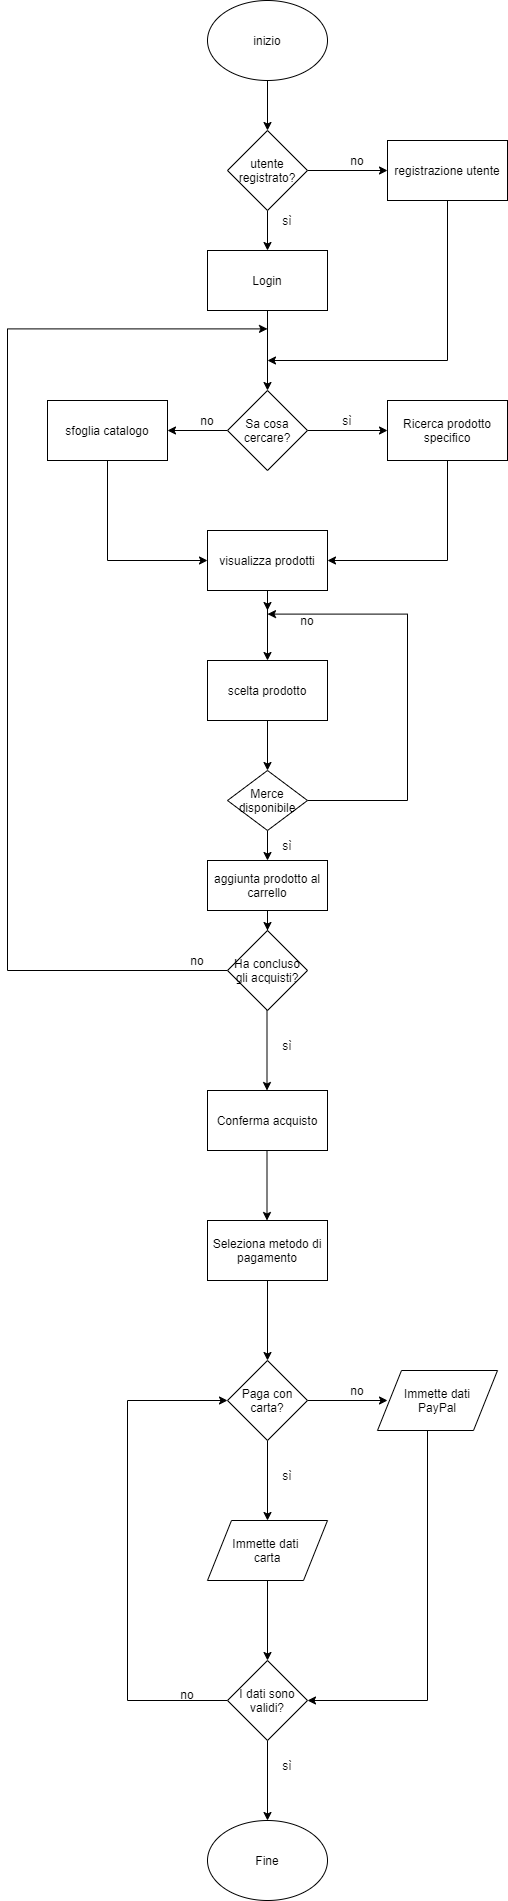 inizio
utente
registrato?
no
registrazione utente
sì
Login
sfoglia catalogo
no
Sa cosa
cercare?
sì
Ricerca prodotto
specifico
visualizza prodotti
no
scelta prodotto
Merce
disponibile
sì
aggiunta prodotto al
carrello
no
Ha concluso
gli acquisti?
sì
Conferma acquisto
Seleziona metodo di
pagamento
Paga con
carta?
no
Immette dati
PayPal
sì
Immette dati
carta
no
I dati sono
validi?
sì
Fine